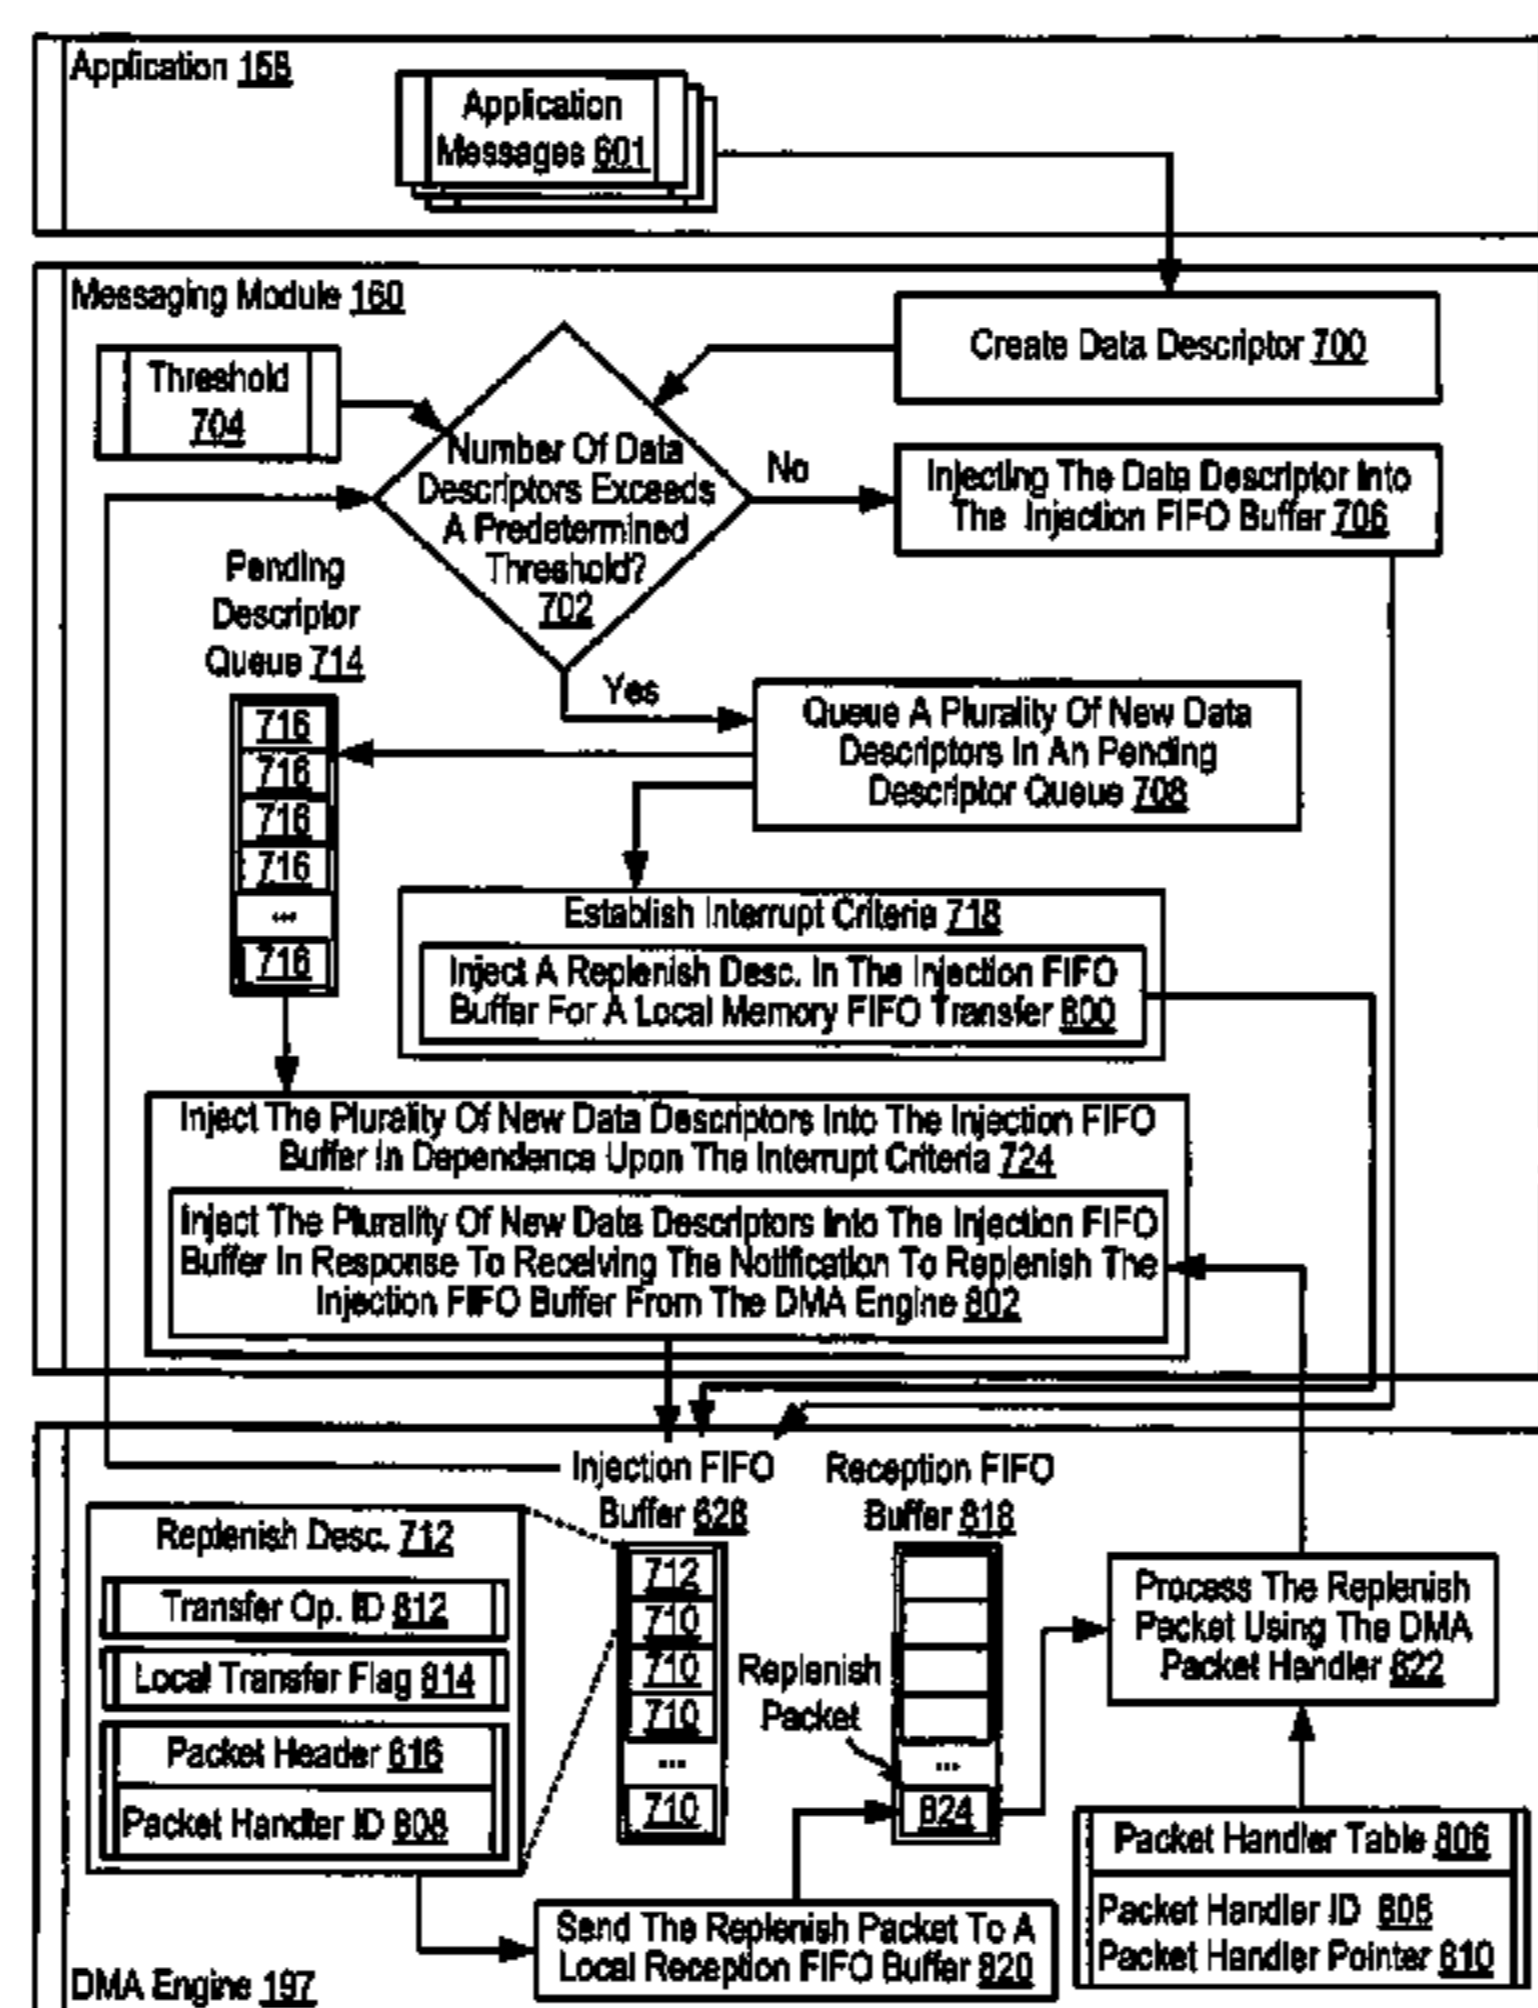 Application 158
Application
Messages 601
Messaging Module 160
Create Data Descriptor 700
Threshold
704
Number Of Data
Descriptors Exceeds
A Predetermined
Threshold?
702
No
Injecting The Data Descriptor Into
The Injection FIFO Buffer 706
Pending
Descriptor
Queue 714
Yes
Queue A Plurality Of New Data
Descriptors In An Pending
Descriptor Queue 708
716
716
716
716
...
716
Establish Interrupt Criteria 718
Inject A Replenish Desc. In The Injection FIFO
Buffer For A Local Memory FIFO Transfer 800
Inject The Plurality Of New Data Descriptors Into The Injection FIFO
Buffer In Dependence Upon The Interrupt Criteria 724
Inject The Plurality Of New Data Descriptors Into The Injection FIFO
Buffer In Response To Receiving The Notification To Replenish The
Injection FIFO Buffer From The DMA Engine 802
Injection FIFO
Buffer 628
Reception FIFO
Buffer 818
Replenish Desc. 712
Transfer Op. ID 812
Local Transfer Flag 814
Packet Header 816
Packet Handler ID 808
712
710
710
710
...
710
Replenish
Packet
...
824
Process The Replenish
Packet Using The DMA
Packet Handler 822
Packet Handler Table 806
Packet Handler ID 808
Packet Handler Pointer 810
Send The Replenish Packet To A
Local Reception FIFO Buffer 820
DMA Engine 197